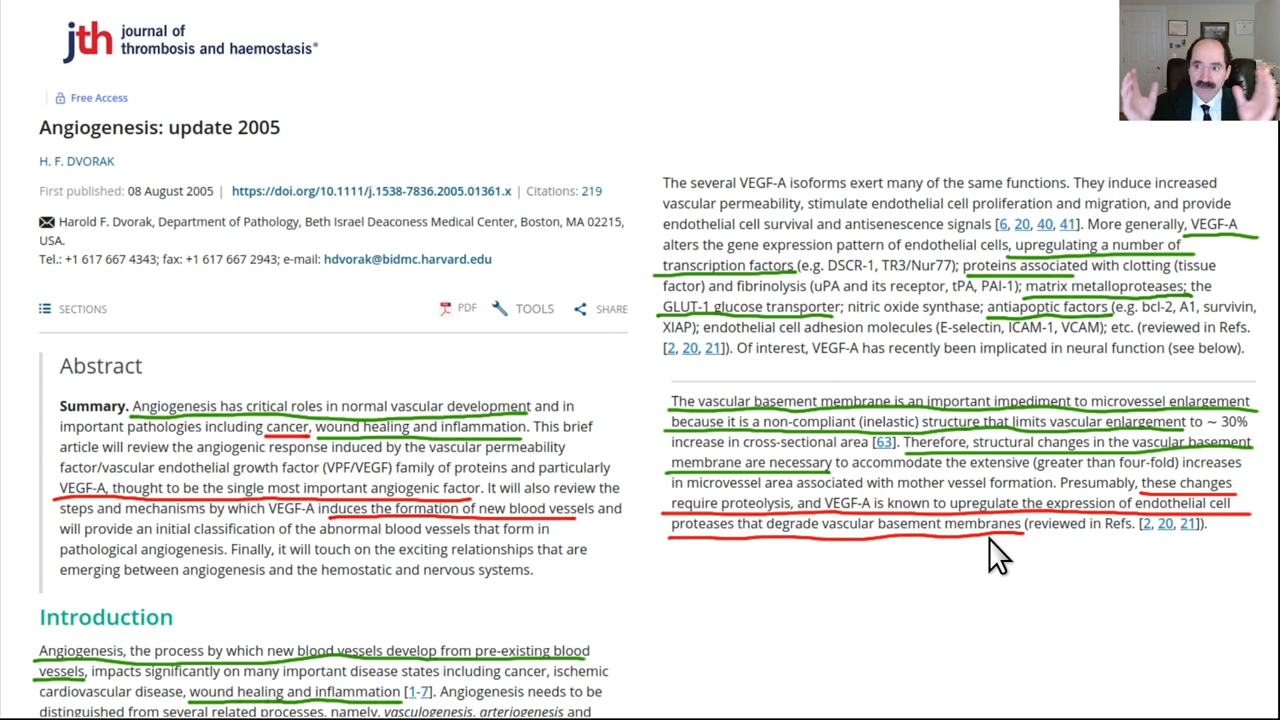 jth journal of
thrombosis and haemostasis®
Free Access
Angiogenesis: update 2005
H. F. DVORAK
First published: 08 August 2005 | https://doi.org/10.1111/j.1538-7836.2005.01361.x | Citations: 219
Harold F. Dvorak, Department of Pathology, Beth Israel Deaconess Medical Center, Boston, MA 02215,
USA.
Tel.: +1 617 667 4343; fax: +1 617 667 2943; e-mail: hdvorak@bidmc.harvard.edu
SECTIONS PDF TOOLS SHARE
Abstract
Summary. Angiogenesis has critical roles in normal vascular development and in
important pathologies including cancer, wound healing and inflammation. This brief
article will review the angiogenic response induced by the vascular permeability
factor/vascular endothelial growth factor (VPF/VEGF) family of proteins and particularly
VEGF-A, thought to be the single most important angiogenic factor. It will also review the
steps and mechanisms by which VEGF-A induces the formation of new blood vessels and
will provide an initial classification of the abnormal blood vessels that form in
pathological angiogenesis. Finally, it will touch on the exciting relationships that are
emerging between angiogenesis and the hemostatic and nervous systems.
Introduction
Angiogenesis, the process by which new blood vessels develop from pre-existing blood
vessels, impacts significantly on many important disease states including cancer, ischemic
cardiovascular disease, wound healing and inflammation [1-7]. Angiogenesis needs to be
distinguished from several related processes, namely, vasculogenesis, arteriogenesis and
The several VEGF-A isoforms exert many of the same functions. They induce increased
vascular permeability, stimulate endothelial cell proliferation and migration, and provide
endothelial cell survival and antisenescence signals [6, 20, 40, 41]. More generally, VEGF-A
alters the gene expression pattern of endothelial cells, upregulating a number of
transcription factors (e.g. DSCR-1, TR3/Nur77); proteins associated with clotting (tissue
factor) and fibrinolysis (uPA and its receptor, tPA, PAI-1); matrix metalloproteases; the
GLUT-1 glucose transporter; nitric oxide synthase; antiapoptic factors (e.g. bcl-2, A1, survivin,
XIAP); endothelial cell adhesion molecules (E-selectin, ICAM-1, VCAM); etc. (reviewed in Refs.
[2, 20, 21]). Of interest, VEGF-A has recently been implicated in neural function (see below).
The vascular basement membrane is an important impediment to microvessel enlargement
because it is a non-compliant (inelastic) structure that limits vascular enlargement to ~ 30%
increase in cross-sectional area [63]. Therefore, structural changes in the vascular basement
membrane are necessary to accommodate the extensive (greater than four-fold) increases
in microvessel area associated with mother vessel formation. Presumably, these changes
require proteolysis, and VEGF-A is known to upregulate the expression of endothelial cell
proteases that degrade vascular basement membranes (reviewed in Refs. [2, 20, 21]).